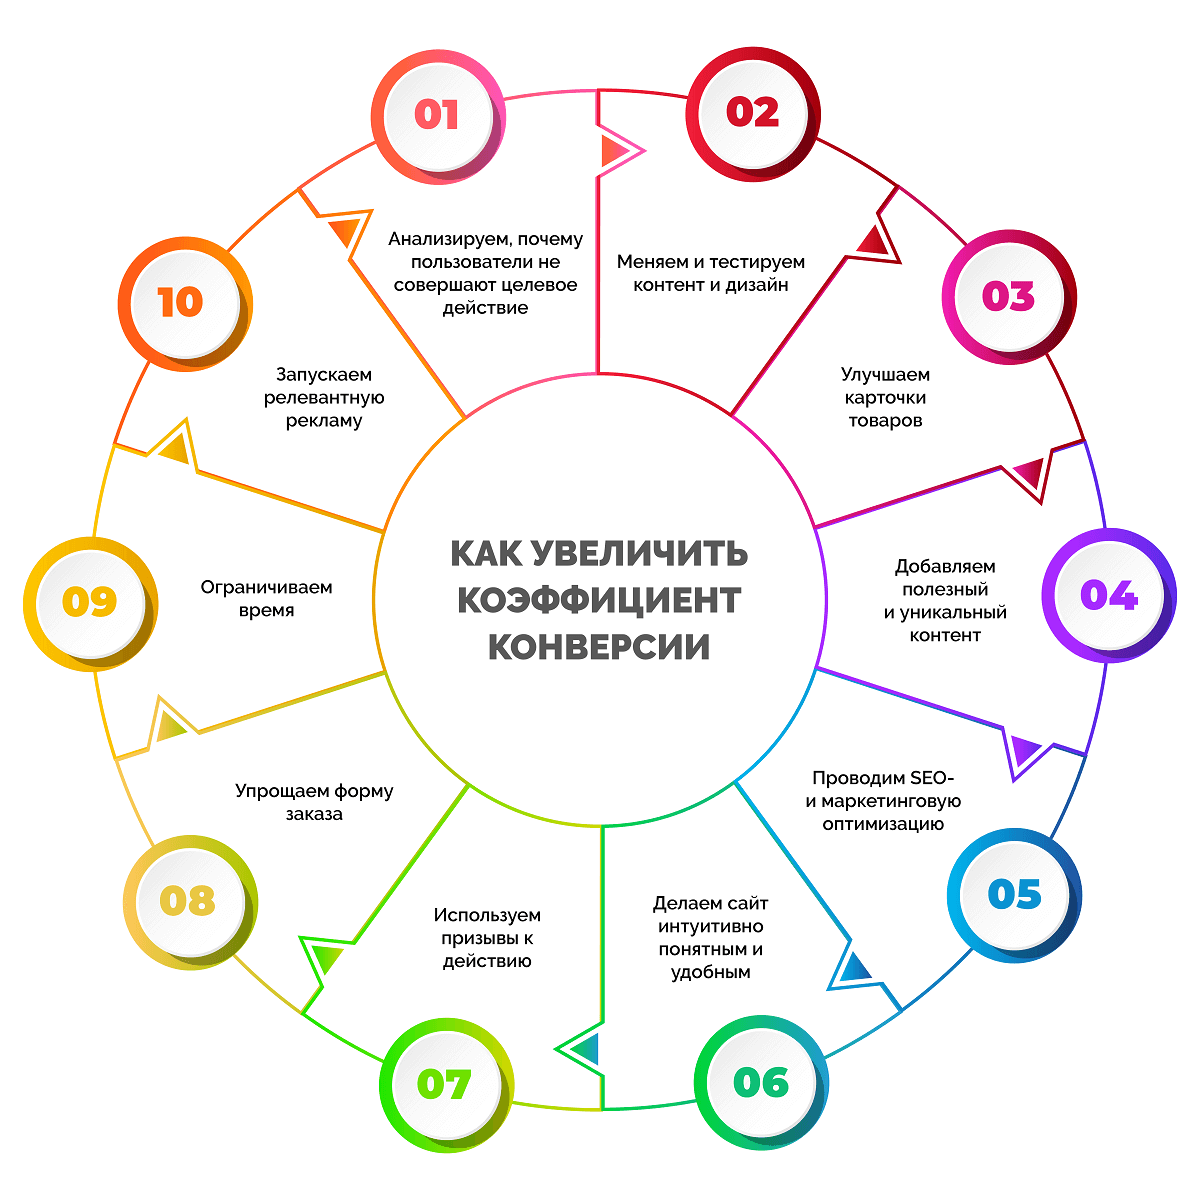 КАК УВЕЛИЧИТЬ
КОЭФФИЦИЕНТ
КОНВЕРСИИ
01
Анализируем, почему
пользователи не
совершают целевое
действие
02
Меняем и тестируем
контент и дизайн
03
Улучшаем
карточки
товаров
04
Добавляем
полезный
и уникальный
контент
05
Проводим SEO-
и маркетинговую
оптимизацию
06
Делаем сайт
интуитивно
понятным и
удобным
07
Используем
призывы к
действию
08
Упрощаем форму
заказа
09
Ограничиваем
время
10
Запускаем
релевантную
рекламу